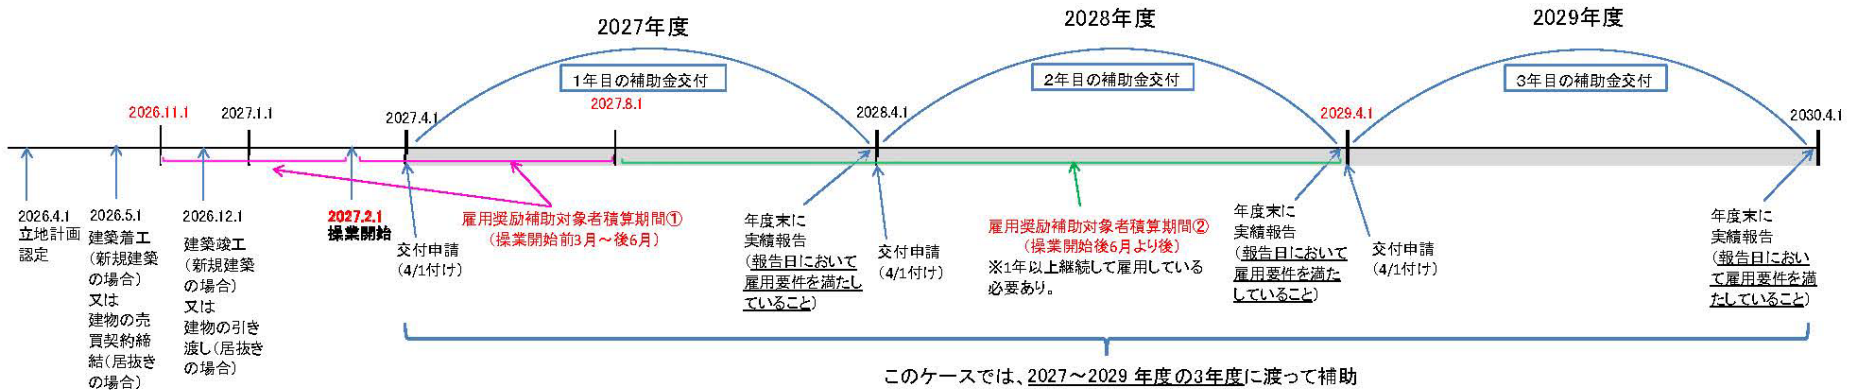 2027年度
2028年度
2029年度
1年目の補助金交付
2年目の補助金交付
3年目の補助金交付
2026.11.1
2027.1.1
2027.4.1
2027.8.1
2028.4.1
2029.4.1
2030.4.1
2026.4.1
立地計画
認定
2026.5.1
建築着工
（新規建築
の場合）
又は
建物の売
買契約締
結（居抜き
の場合）
2026.12.1
建築竣工
（新規建築
の場合）
又は
建物の引き
渡し（居抜き
の場合）
2027.2.1
操業開始
交付申請
（4/1付け）
雇用奨励補助対象者積算期間①
（操業開始前3月～後6月）
年度末に
実績報告
（報告日において
雇用要件を満たし
ていること）
交付申請
（4/1付け）
雇用奨励補助対象者積算期間②
（操業開始後6月より後）
※1年以上継続して雇用している
必要あり。
年度末に
実績報告
（報告日において
雇用要件を満た
していること）
交付申請
（4/1付け）
年度末に
実績報告
（報告日におい
て雇用要件を満
たしていること）
このケースでは、2027～2029 年度の3年度に渡って補助